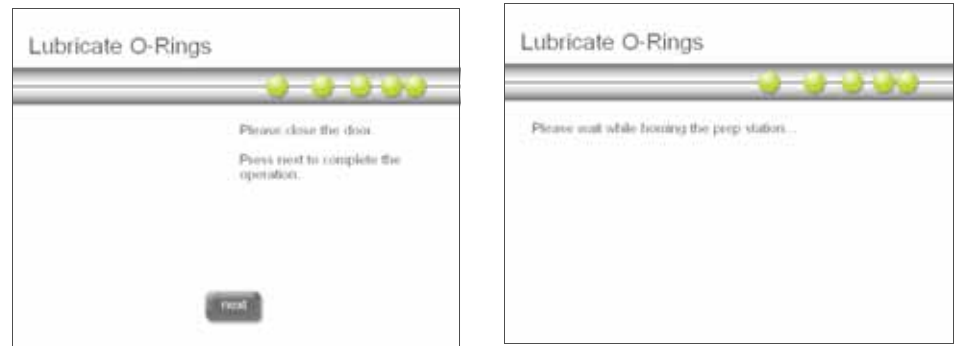 Lubricate O-Rings
Please close the door.
Press next to complete the
operation.
next
Lubricate O-Rings
Please wait while homing the prep station...